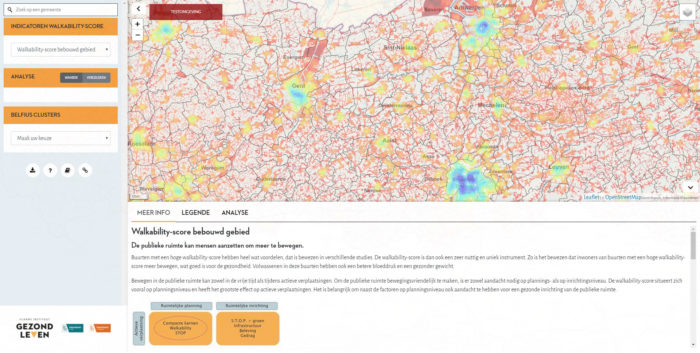 Zoek op een gemeente
INDICATOREN WALKABILITY-SCORE
Walkability-score bebouwd gebied
ANALYSE
BELFIUS CLUSTERS
Maak uw keuze
TESTOMGEVING
Antwerpen
Gent
Mechelen
Aalst
Leuven
Leaflet
OpenStreetMap
MEER INFO
LEGENDE
ANALYSE
Walkability-score bebouwd gebied
De publieke ruimte kan mensen aanzetten om meer te bewegen.
Buurten met een hoge walkability-score hebben heel wat voordelen, dat is bewezen in verschillende studies. De walkability-score is dan ook een zeer nuttig en uniek instrument. Zo is het bewezen dat inwoners aan buurten met een hoge walkability-
score meer bewegen, wat goed is voor de gezondheid. Volwassenen in deze buurten hebben ook een betere bloeddruk en een gezonder gewicht.
Bewegen in de publieke ruimte kan zowel in de vrije tijd als tijdens actieve verplaatsingen. Om de publieke ruimte bewegingsvriendelijk te maken, is er zowel aandacht nodig op plannings- als op inrichtingsniveau. De walkability-score situeert zich
vooral op planningsniveau en heeft het grootste effect op actieve verplaatsingen. Het is belangrijk om naast de factoren op planningsniveau ook aandacht te hebben voor een gezonde inrichting van de publieke ruimte.
Ruimtelijke planning
Ruimtelijke inrichting
Actieve
verplaatsing
Compacte kernen
Walkability
STOP
S.T.O.P. – groen
Infrastructuur
Beleving
Gedrag
VLAAMS INSTITUUT
GEZOND
LEVEN